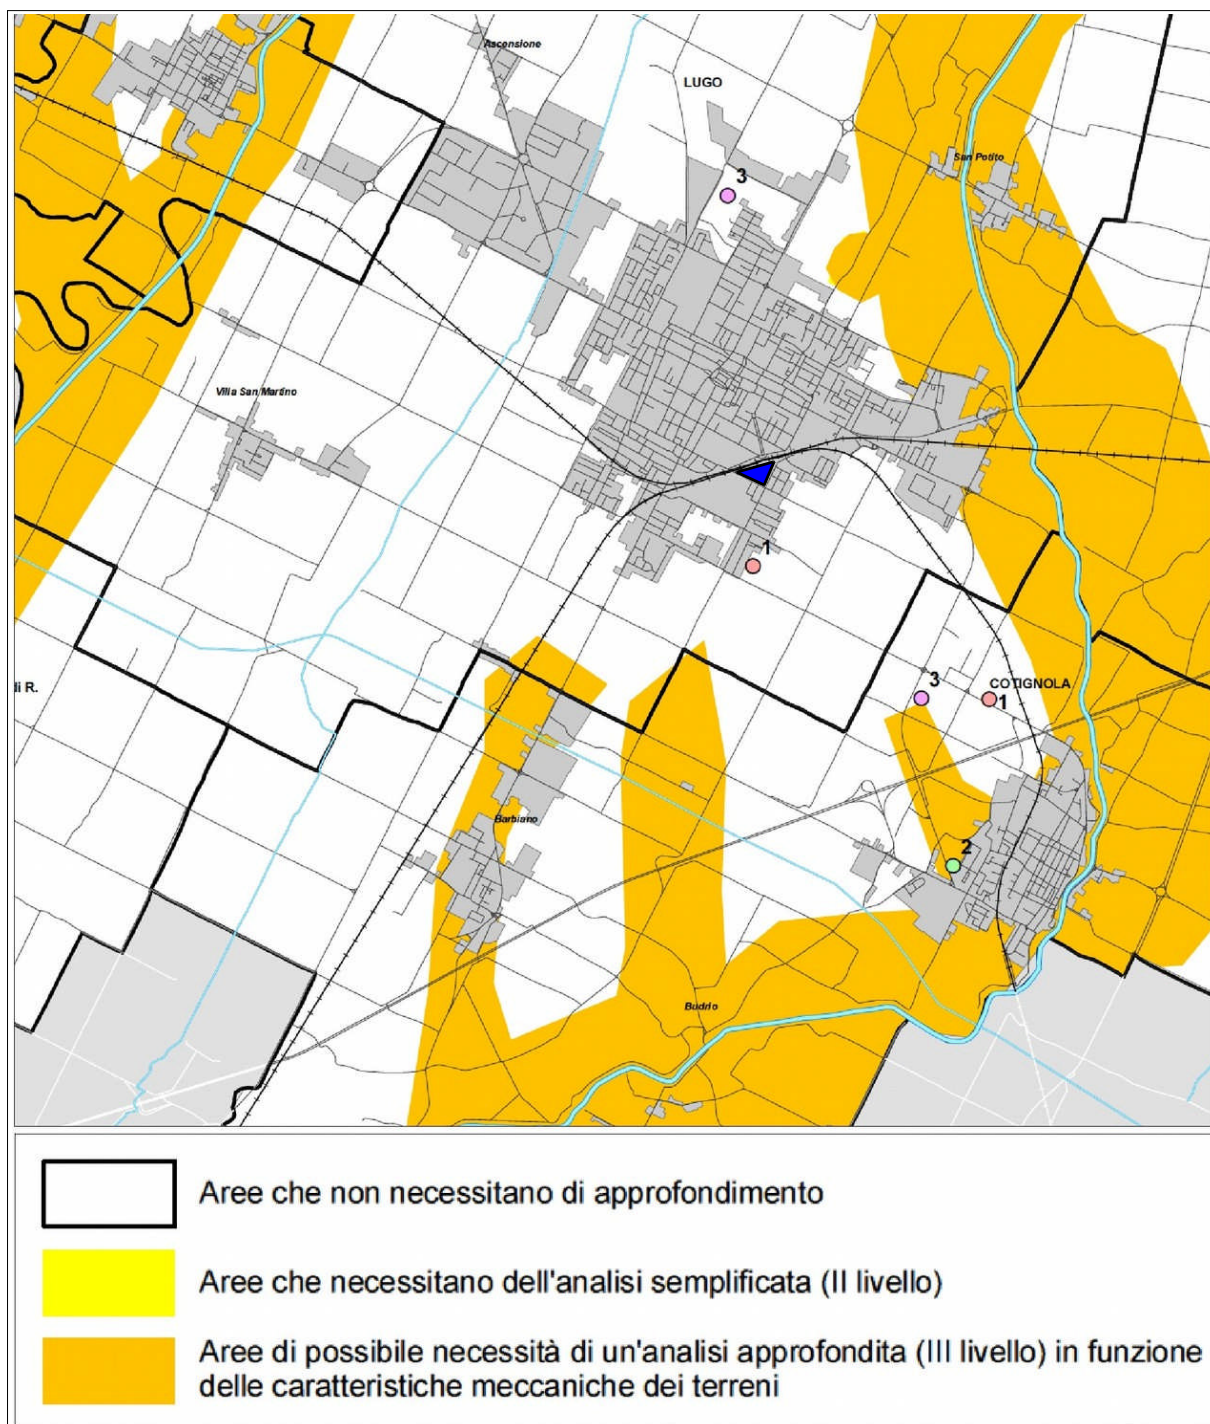 Ascensione
LUGO
San Potito
3
Villa San Martino
1
di R.
3
COTIGNOLA
1
Barbiano
2
Budrio
Aree che non necessitano di approfondimento
Aree che necessitano dell'analisi semplificata (II livello)
Aree di possibile necessità di un'analisi approfondita (III livello) in funzione
delle caratteristiche meccaniche dei terreni